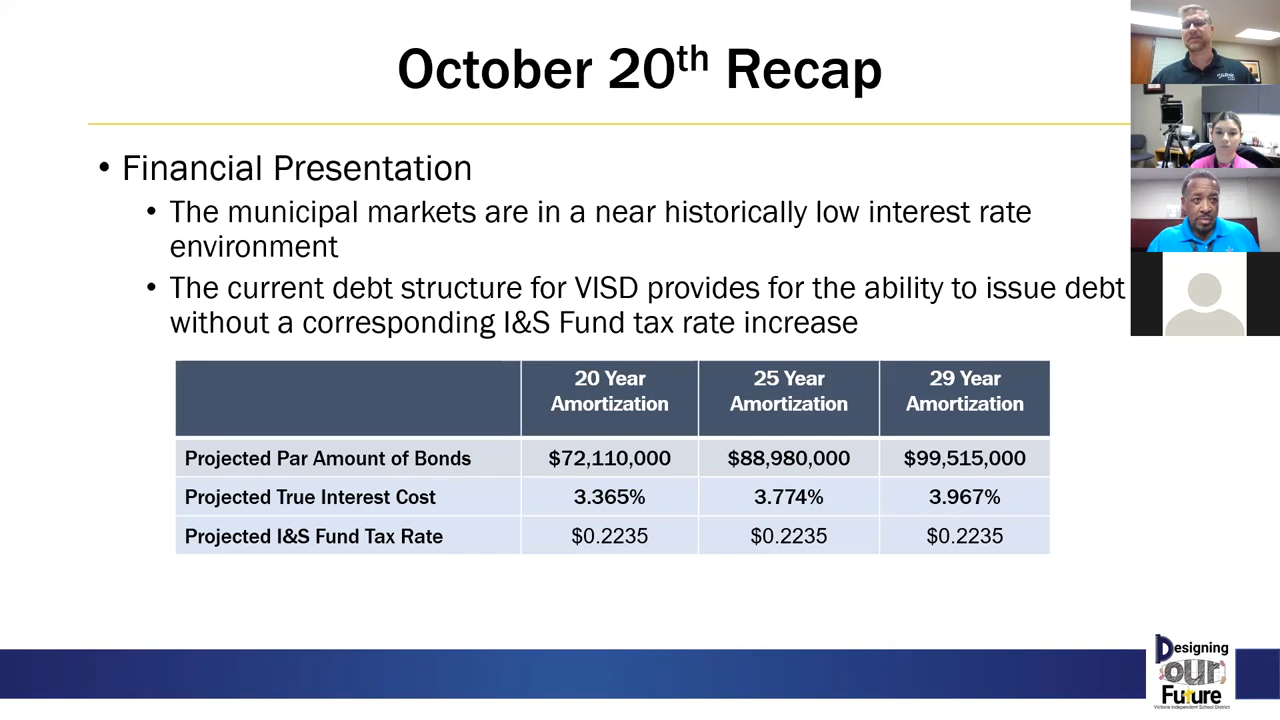 October 20th Recap
• Financial Presentation
• The municipal markets are in a near historically low interest rate
environment
• The current debt structure for VISD provides for the ability to issue debt
without a corresponding I&S Fund tax rate increase
20 Year 25 Year 29 Year
Amortization Amortization Amortization
Projected Par Amount of Bonds $72,110,000 $88,980,000 $99,515,000
Projected True Interest Cost 3.365% 3.774% 3.967%
Projected I&S Fund Tax Rate $0.2235 $0.2235 $0.2235
Designing
our
Future
Victoria Independent School District